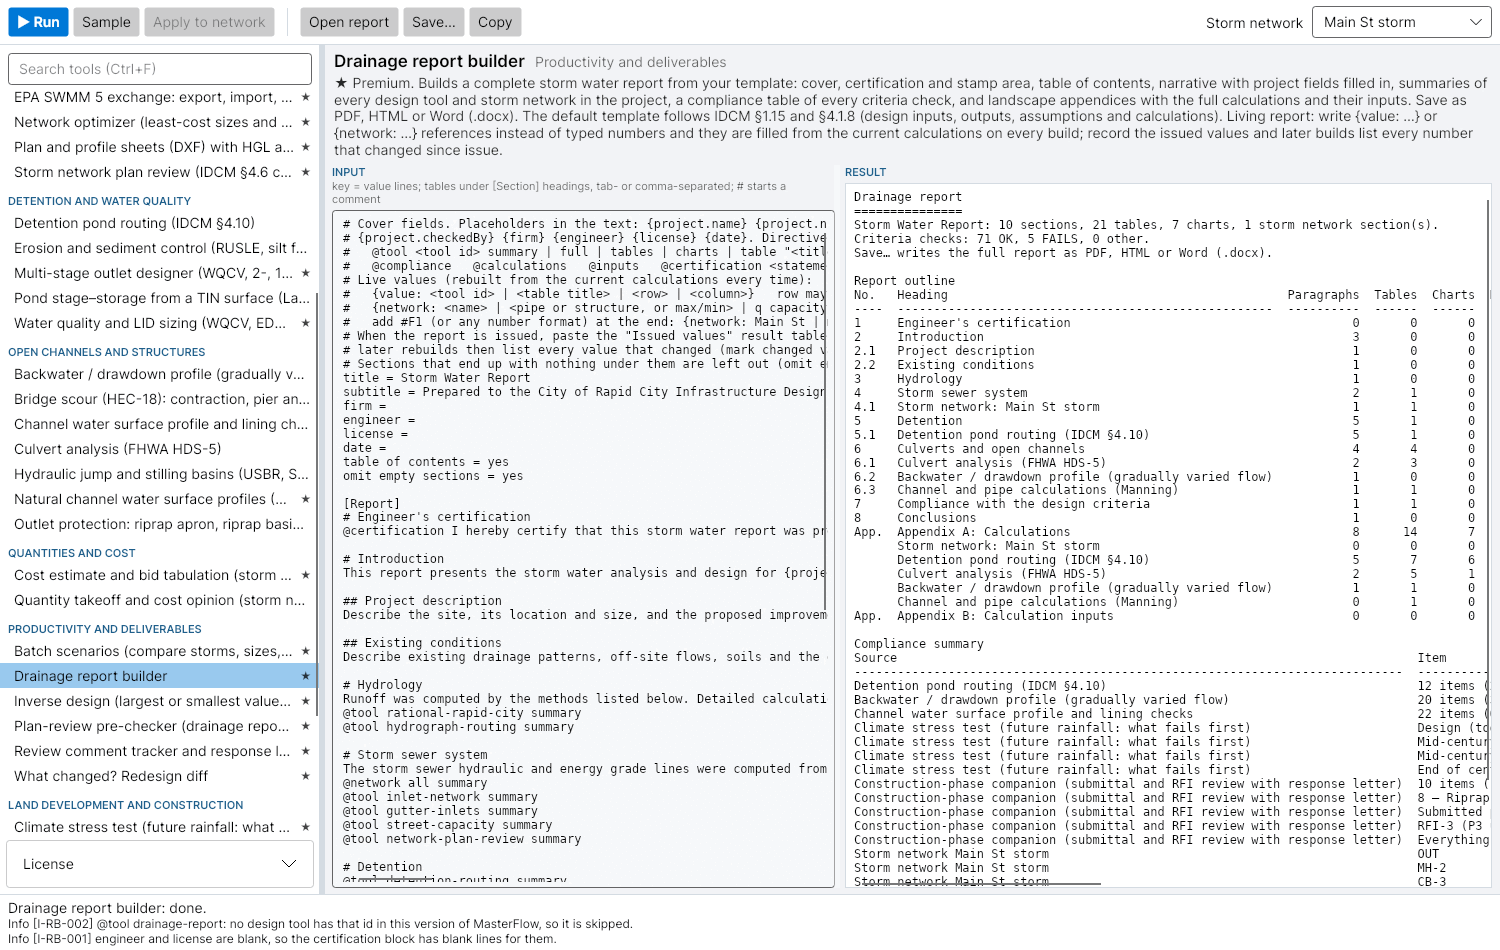 ▶ Run
Sample
Apply to network
Open report
Save...
Copy
Storm network
Main St storm
Search tools (Ctrl+F)
EPA SWMM 5 exchange: export, import, ... ★
Network optimizer (least-cost sizes and ... ★
Plan and profile sheets (DXF) with HGL a... ★
Storm network plan review (IDCM §4.6 c... ★
DETENTION AND WATER QUALITY
Detention pond routing (IDCM §4.10)
Erosion and sediment control (RUSLE, silt f...
Multi-stage outlet designer (WQCV, 2-, 1... ★
Pond stage–storage from a TIN surface (La...
Water quality and LID sizing (WQCV, ED... ★
OPEN CHANNELS AND STRUCTURES
Backwater / drawdown profile (gradually v...
Bridge scour (HEC-18): contraction, pier an...
Channel water surface profile and lining ch...
Culvert analysis (FHWA HDS-5)
Hydraulic jump and stilling basins (USBR, S...
Natural channel water surface profiles (... ★
Outlet protection: riprap apron, riprap basi...
QUANTITIES AND COST
Cost estimate and bid tabulation (storm ... ★
Quantity takeoff and cost opinion (storm n...
PRODUCTIVITY AND DELIVERABLES
Batch scenarios (compare storms, sizes,... ★
Drainage report builder ★
Inverse design (largest or smallest value... ★
Plan-review pre-checker (drainage repo... ★
Review comment tracker and response l... ★
What changed? Redesign diff ★
LAND DEVELOPMENT AND CONSTRUCTION
Climate stress test (future rainfall: what ... ★
License
Drainage report builder Productivity and deliverables
★ Premium. Builds a complete storm water report from your template: cover, certification and stamp area, table of contents, narrative with project fields filled in, summaries of
every design tool and storm network in the project, a compliance table of every criteria check, and landscape appendices with the full calculations and their inputs. Save as
PDF, HTML or Word (.docx). The default template follows IDCM §1.15 and §4.1.8 (design inputs, outputs, assumptions and calculations). Living report: write {value: ...} or
{network: ...} references instead of typed numbers and they are filled from the current calculations on every build; record the issued values and later builds list every number
that changed since issue.
INPUT
key = value lines; tables under [Section] headings, tab- or comma-separated; # starts a
comment
# Cover fields. Placeholders in the text: {project.name} {project.n
# {project.checkedBy} {firm} {engineer} {license} {date}. Directive
#   @tool <tool id> summary | full | tables | charts | table "<titl
#   @compliance   @calculations   @inputs   @certification <stateme
# Live values (rebuilt from the current calculations every time):
#   {value: <tool id> | <table title> | <row> | <column>}   row may
#   {network: <name> | <pipe or structure, or max/min> | q capacity
#   add #F1 (or any number format) at the end: {network: Main St |
# When the report is issued, paste the "Issued values" result table
# later rebuilds then list every value that changed (mark changed v
# Sections that end up with nothing under them are left out (omit e
title = Storm Water Report
subtitle = Prepared to the City of Rapid City Infrastructure Design
firm =
engineer =
license =
date =
table of contents = yes
omit empty sections = yes
[Report]
# Engineer's certification
@certification I hereby certify that this storm water report was pr
# Introduction
This report presents the storm water analysis and design for {proje
## Project description
Describe the site, its location and size, and the proposed improvem
## Existing conditions
Describe existing drainage patterns, off-site flows, soils and the
# Hydrology
Runoff was computed by the methods listed below. Detailed calculati
@tool rational-rapid-city summary
@tool hydrograph-routing summary
# Storm sewer system
The storm sewer hydraulic and energy grade lines were computed from
@network all summary
@tool inlet-network summary
@tool gutter-inlets summary
@tool street-capacity summary
@tool network-plan-review summary
# Detention
@tool detention-routing summary
RESULT
Drainage report
===============
Storm Water Report: 10 sections, 21 tables, 7 charts, 1 storm network section(s).
Criteria checks: 71 OK, 5 FAILS, 0 other.
Save… writes the full report as PDF, HTML or Word (.docx).
Report outline
No.   Heading   Paragraphs  Tables  Charts
----  ----------------------------------------------------  ----------  ------  ------
1     Engineer's certification   0   0   0
2     Introduction   3   0   0
2.1   Project description   1   0   0
2.2   Existing conditions   1   0   0
3     Hydrology   1   0   0
4     Storm sewer system   2   1   0
4.1   Storm network: Main St storm   1   1   0
5     Detention   5   1   0
5.1   Detention pond routing (IDCM §4.10)   5   1   0
6     Culverts and open channels   4   4   0
6.1   Culvert analysis (FHWA HDS-5)   2   3   0
6.2   Backwater / drawdown profile (gradually varied flow)   1   0   0
6.3   Channel and pipe calculations (Manning)   1   1   0
7     Compliance with the design criteria   1   1   0
8     Conclusions   1   0   0
App.  Appendix A: Calculations   8   14   7
Storm network: Main St storm   0   0   0
Detention pond routing (IDCM §4.10)   5   7   6
Culvert analysis (FHWA HDS-5)   2   5   1
Backwater / drawdown profile (gradually varied flow)   1   1   0
Channel and pipe calculations (Manning)   0   1   0
App.  Appendix B: Calculation inputs   0   0   0
Compliance summary
Source   Item
----------------------------------------------------------------------------  ----------
Detention pond routing (IDCM §4.10)   12 items (
Backwater / drawdown profile (gradually varied flow)   20 items (
Channel water surface profile and lining checks   22 items (
Climate stress test (future rainfall: what fails first)   Design (to
Climate stress test (future rainfall: what fails first)   Mid-centur
Climate stress test (future rainfall: what fails first)   Mid-centur
Climate stress test (future rainfall: what fails first)   End of cen
Construction-phase companion (submittal and RFI review with response letter)   10 items (
Construction-phase companion (submittal and RFI review with response letter)   8 — Riprap
Construction-phase companion (submittal and RFI review with response letter)   Submitted
Construction-phase companion (submittal and RFI review with response letter)   RFI-3 (P3
Construction-phase companion (submittal and RFI review with response letter)   Everything
Storm network Main St storm   OUT
Storm network Main St storm   MH-2
Storm network Main St storm   CB-3
Drainage report builder: done.
Info [I-RB-002] @tool drainage-report: no design tool has that id in this version of MasterFlow, so it is skipped.
Info [I-RB-001] engineer and license are blank, so the certification block has blank lines for them.